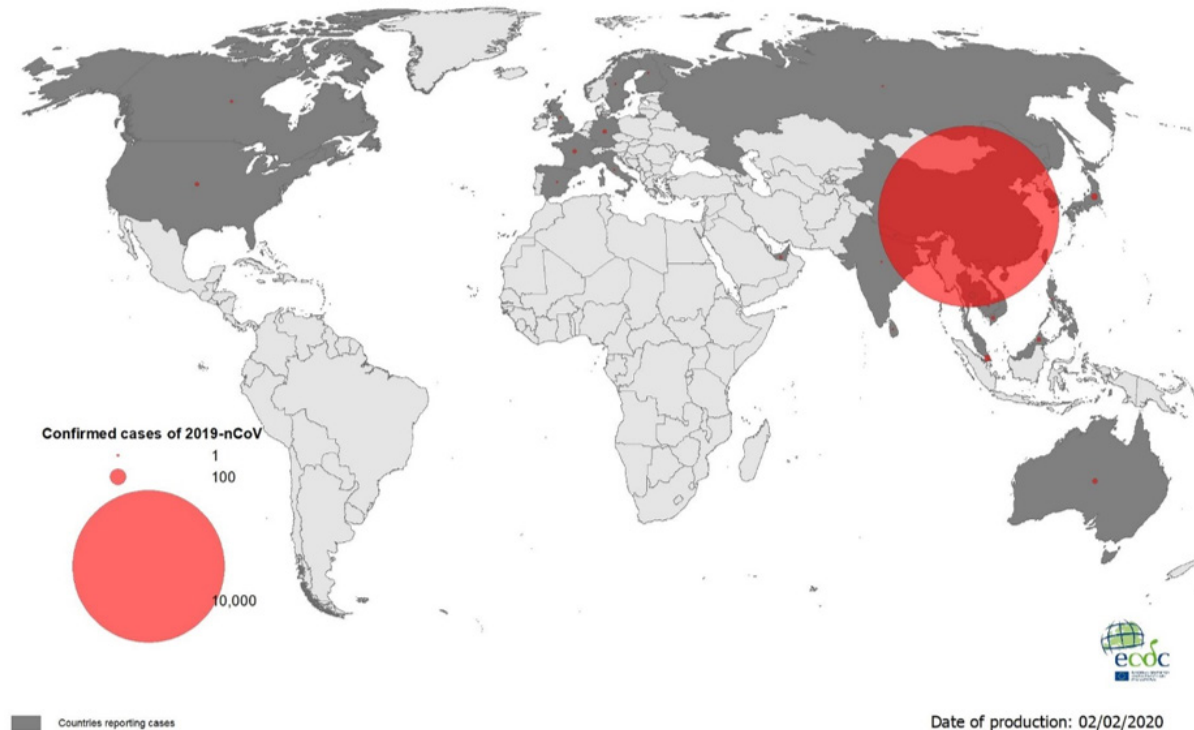 Confirmed cases of 2019-nCoV
1
100
10,000
ecdc
Countries reporting cases
Date of production: 02/02/2020